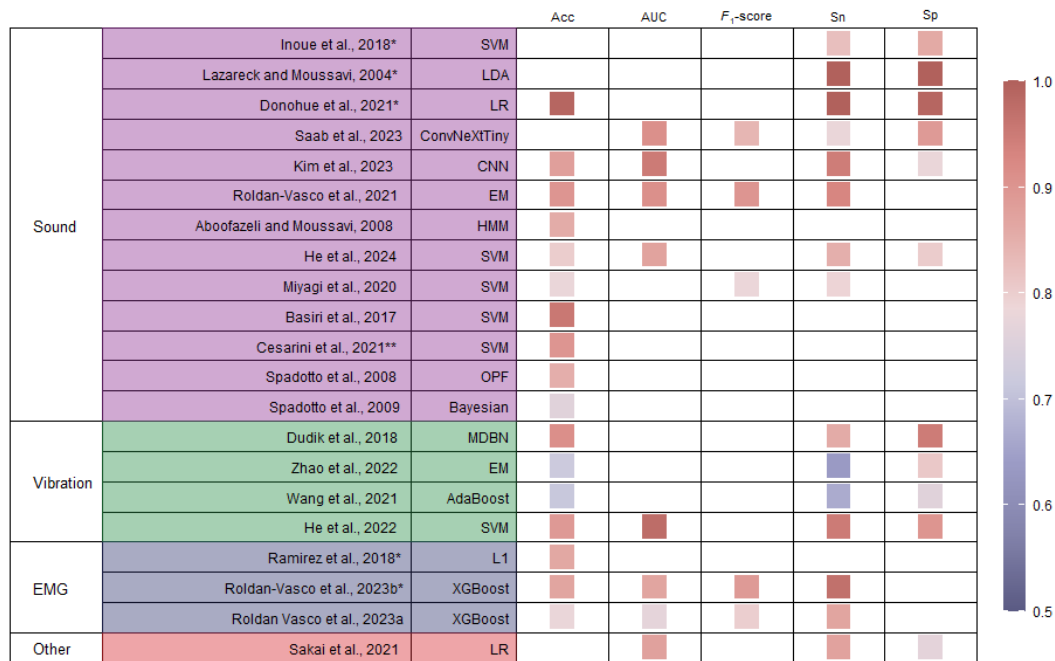 Acc AUC F1-score Sn Sp
Inoue et al., 2018* SVM
Lazareck and Moussavi, 2004* LDA
Donohue et al., 2021* LR
Saab et al., 2023 ConvNeXtTiny
Kim et al., 2023 CNN
Roldan-Vasco et al., 2021 EM
Sound
Aboofazeli and Moussavi, 2008 HMM
He et al., 2024 SVM
Miyagi et al., 2020 SVM
Basiri et al., 2017 SVM
Cesarini et al., 2021** SVM
Spadotto et al., 2008 OPF
Spadotto et al., 2009 Bayesian
Dudik et al., 2018 MDBN
Zhao et al., 2022 EM
Vibration
Wang et al., 2021 AdaBoost
He et al., 2022 SVM
Ramirez et al., 2018* L1
EMG Roldan-Vasco et al., 2023b* XGBoost
Roldan Vasco et al., 2023a XGBoost
Other Sakai et al., 2021 LR
1.0
0.9
0.8
0.7
0.6
0.5